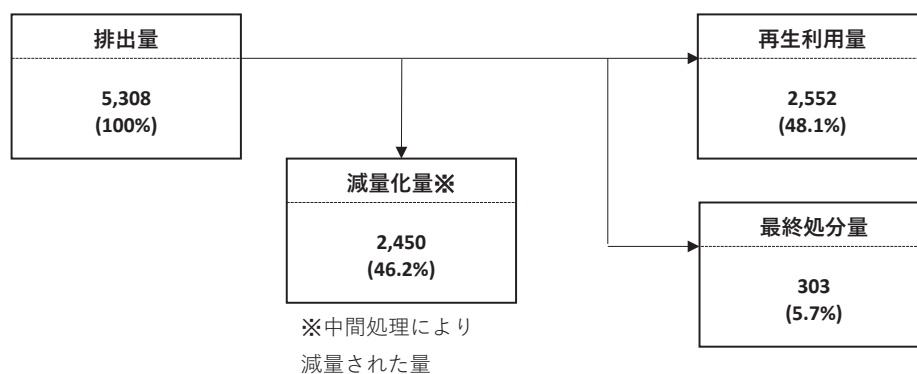 排出量
5,308
(100%)
減量化量※
2,450
(46.2%)
※中間処理により
減量された量
再生利用量
2,552
(48.1%)
最終処分量
303
(5.7%)